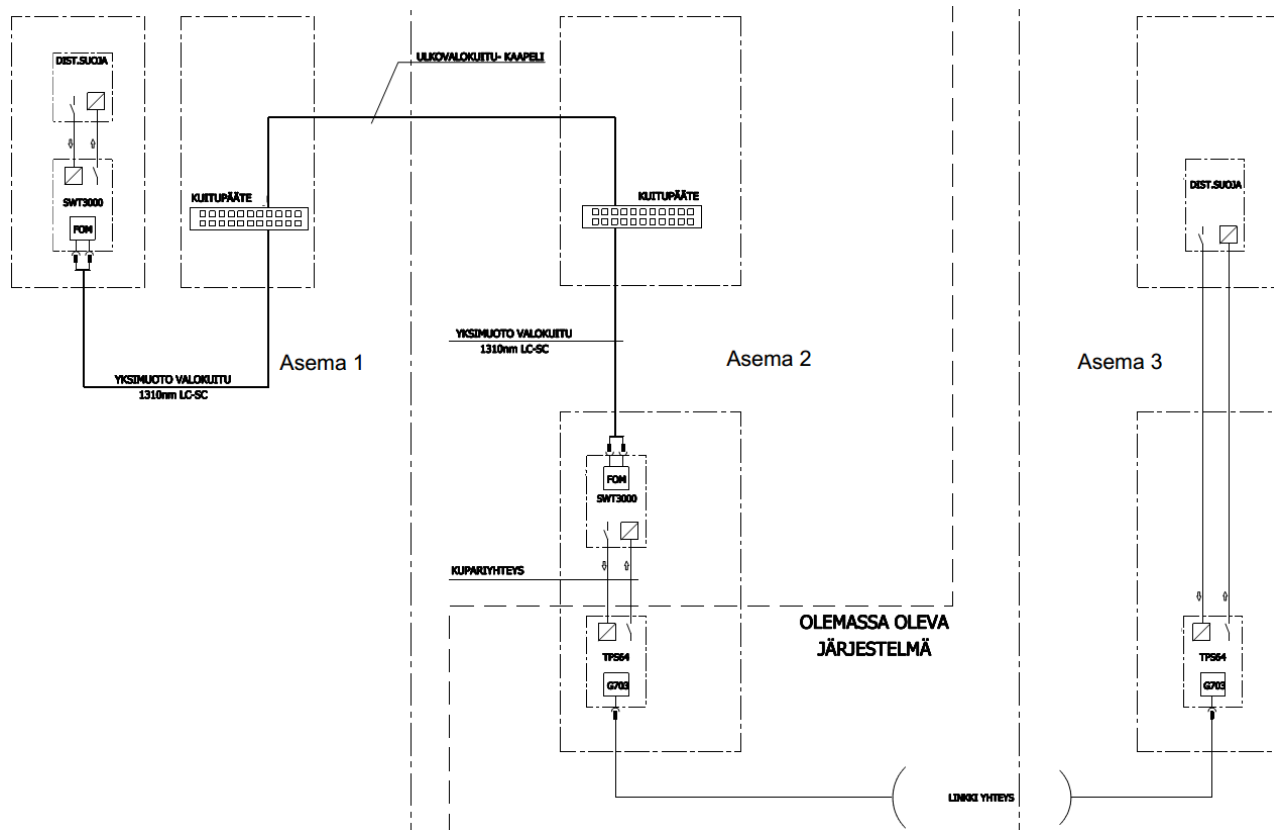 DIST.SUOJA
SWT3000
FOM
KUITUPÄÄTE
YKSIMUOTO VALOKUITU
1310nm LC-SC
Asema 1
ULKOVALOKUITU- KAAPELI
KUITUPÄÄTE
YKSIMUOTO VALOKUITU
1310nm LC-SC
Asema 2
FOM
SWT3000
KUPARIYHTEYS
OLEMASSA OLEVA
JÄRJESTELMÄ
TPS64
G703
LINKKI YHTEYS
DIST.SUOJA
Asema 3
TPS64
G703